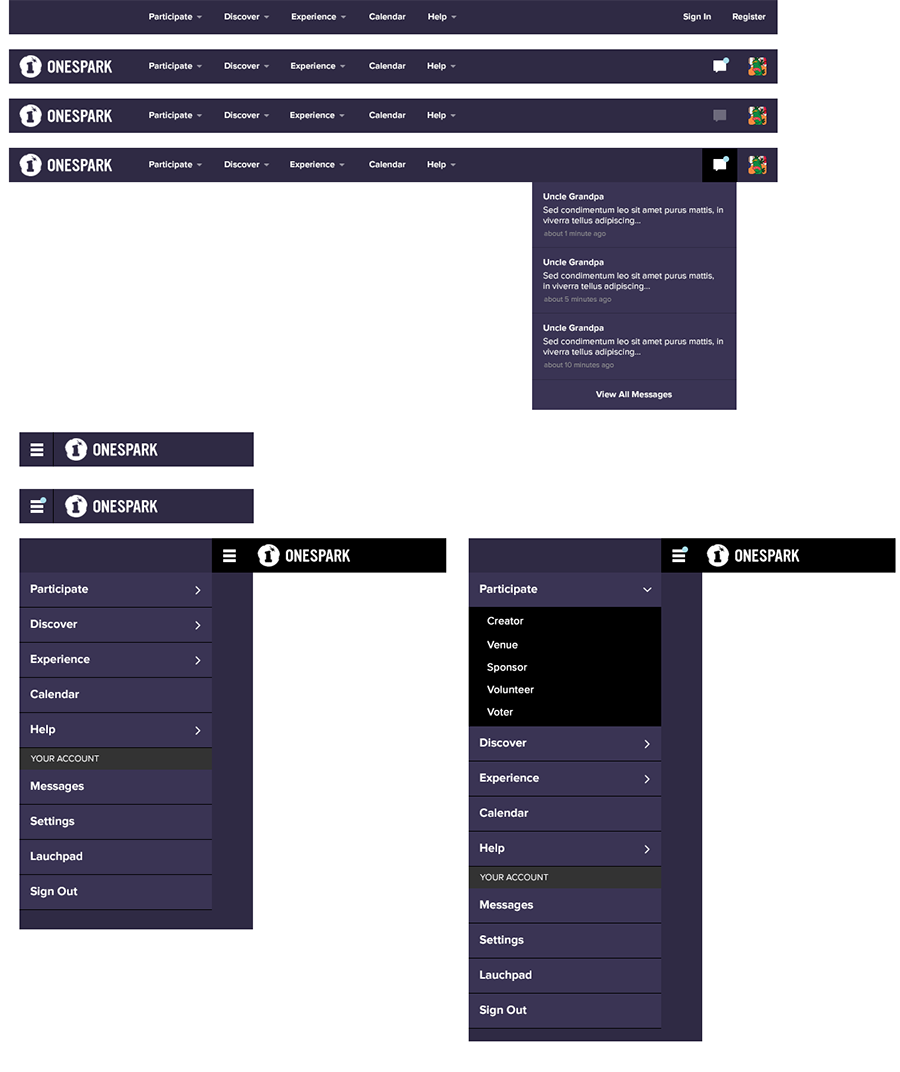 Participate Discover Experience Calendar Help Sign In Register
ONESPARK Participate Discover Experience Calendar Help
ONESPARK Participate Discover Experience Calendar Help
ONESPARK Participate Discover Experience Calendar Help
Uncle Grandpa
Sed condimentum leo sit amet purus mattis, in
viverra tellus adipiscing...
about 1 minute ago
Uncle Grandpa
Sed condimentum leo sit amet purus mattis,
in viverra tellus adipiscing...
about 5 minutes ago
Uncle Grandpa
Sed condimentum leo sit amet purus mattis, in
viverra tellus adipiscing...
about 10 minutes ago
View All Messages
ONESPARK
ONESPARK
ONESPARK
Participate
Discover
Experience
Calendar
Help
YOUR ACCOUNT
Messages
Settings
Lauchpad
Sign Out
ONESPARK
Participate
Creator
Venue
Sponsor
Volunteer
Voter
Discover
Experience
Calendar
Help
YOUR ACCOUNT
Messages
Settings
Lauchpad
Sign Out